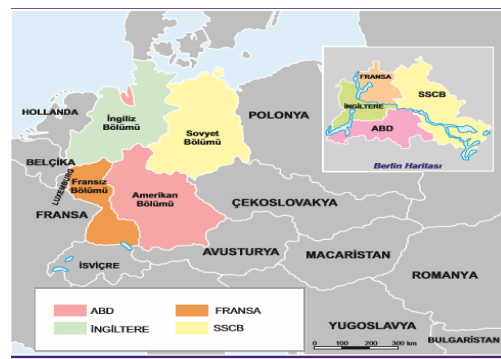 HOLLANDA
İngiliz
Bölümü
POLONYA
Sovyet
Bölümü
FRANSA
SSCB
İNGİLTERE
ABD
Berlin Haritası
BELÇİKA
LUXEMBURG
Fransız
Bölümü
Amerikan
Bölümü
FRANSA
ÇEKOSLOVAKYA
AVUSTURYA
MACARİSTAN
İSVİÇRE
ROMANYA
ABD
FRANSA
İNGİLTERE
SSCB
YUGOSLAVYA
BULGARİSTAN
0 100 200 300 km